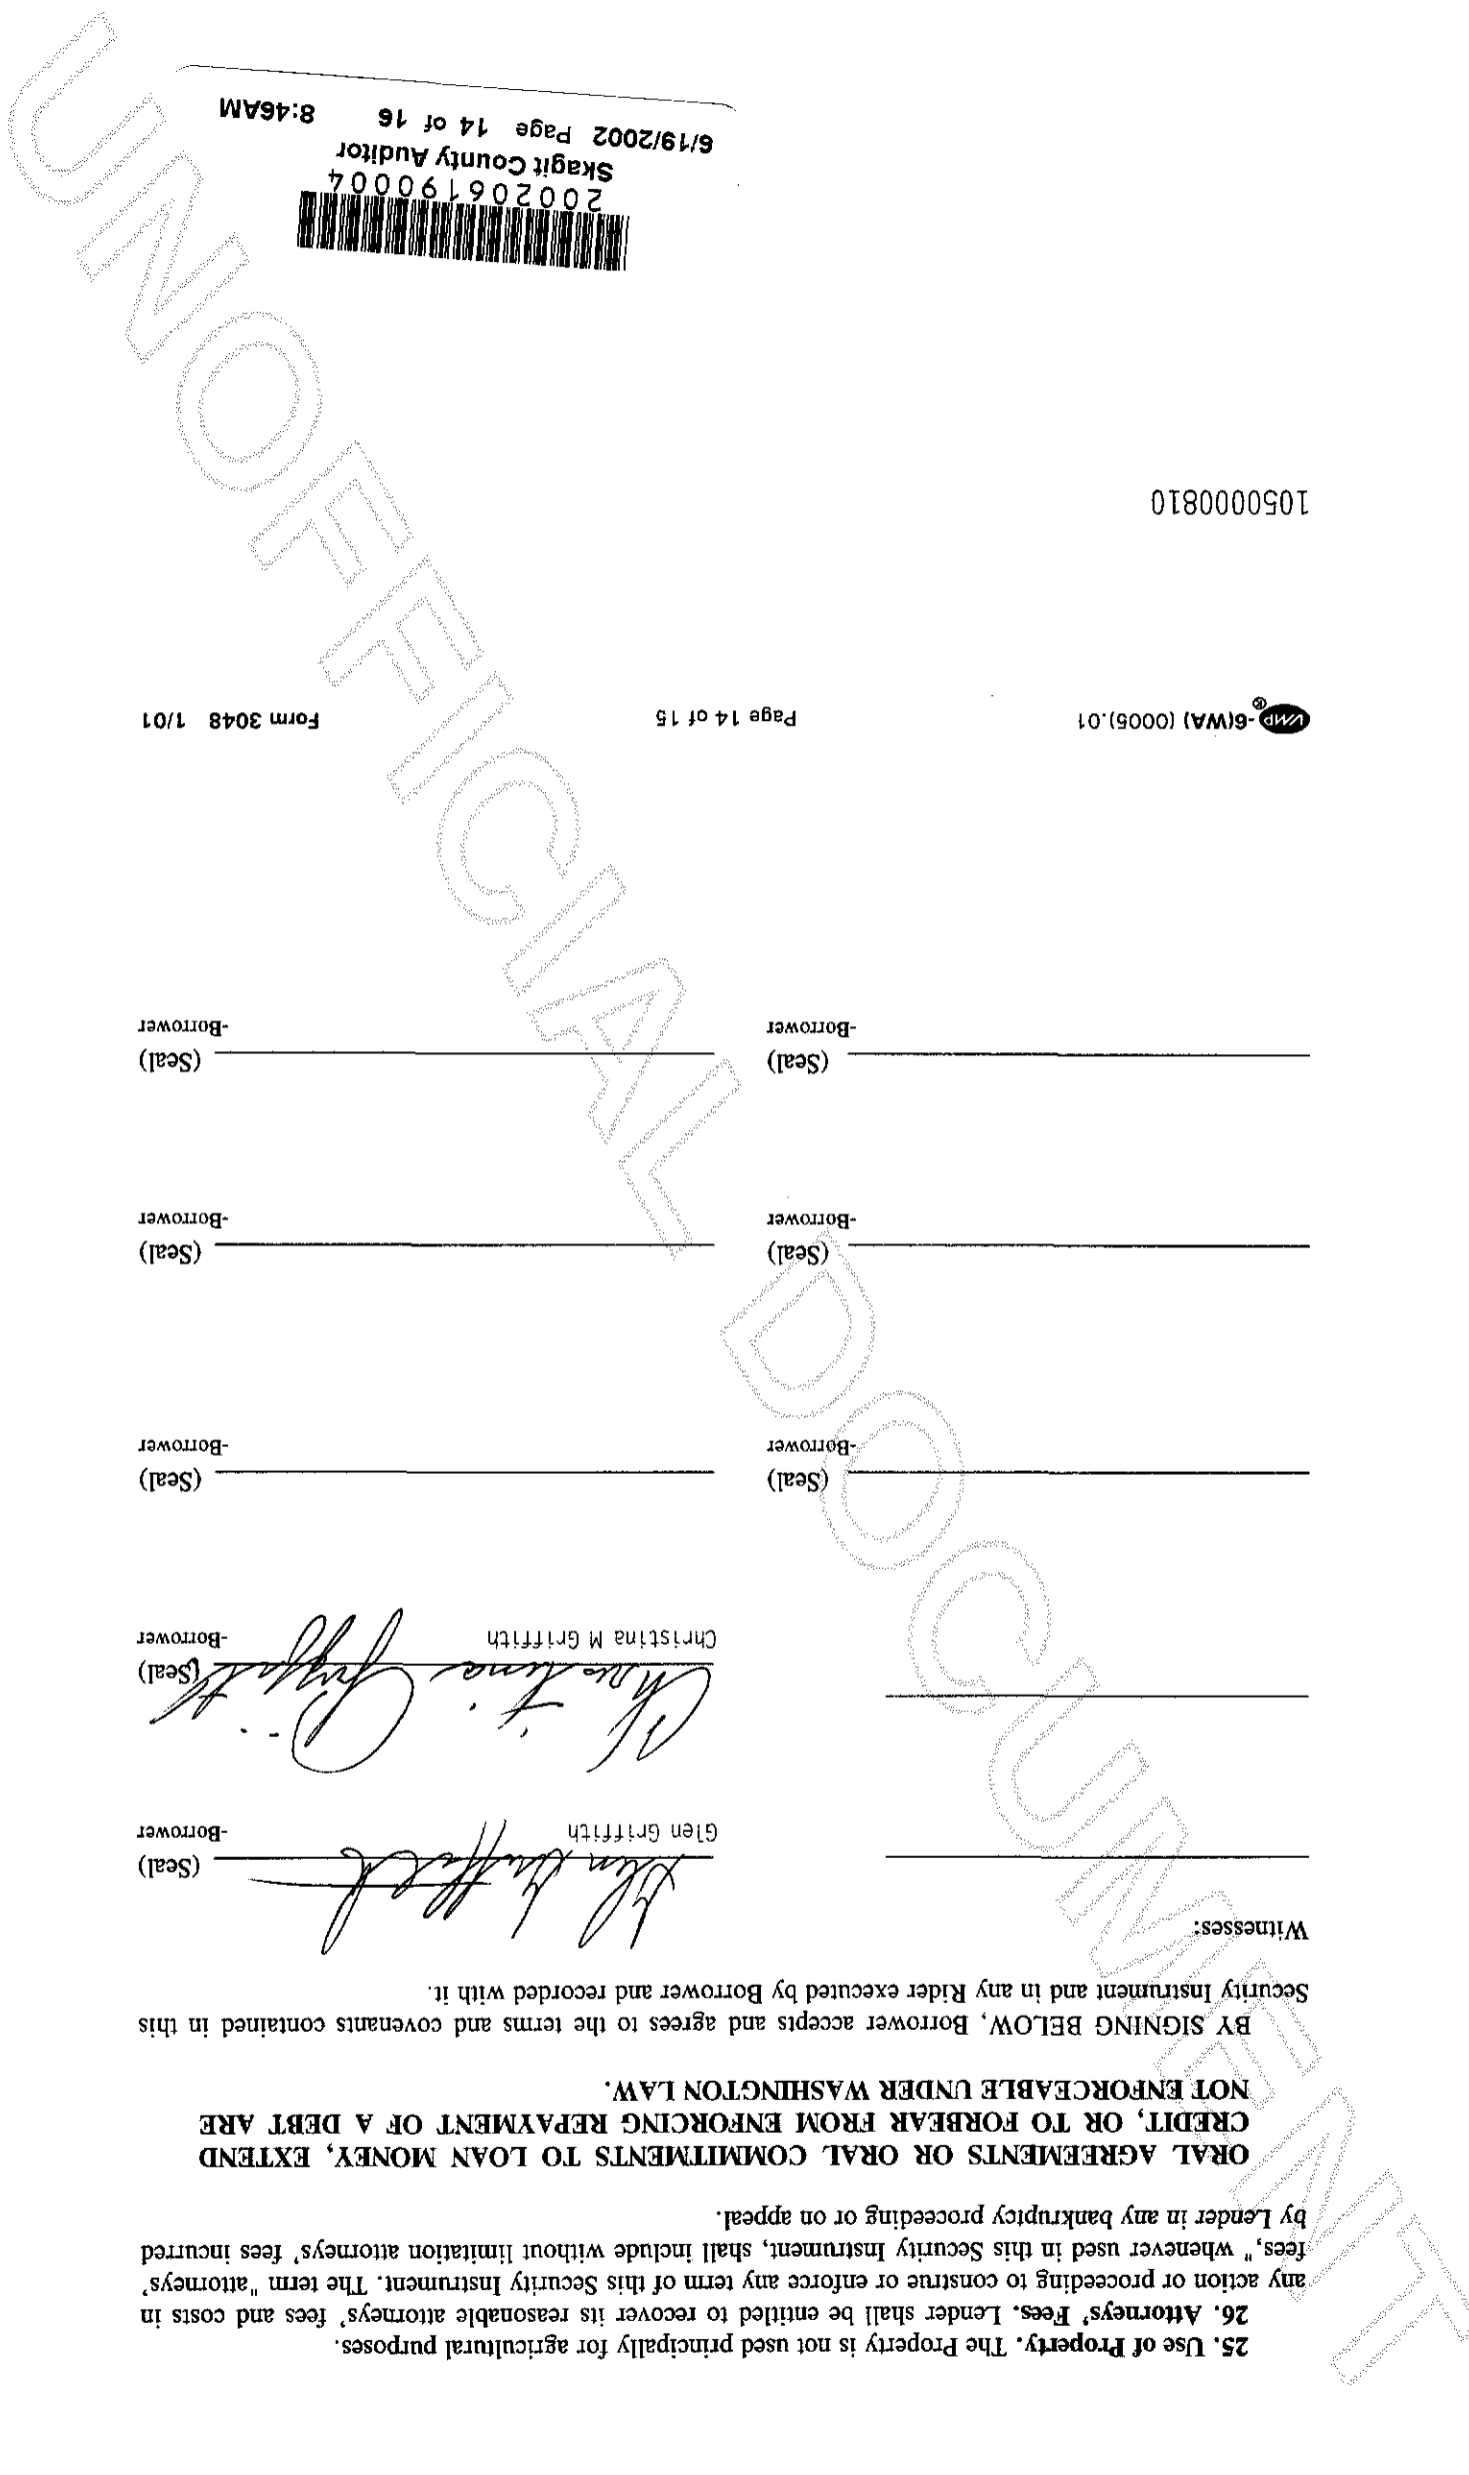 25. Use of Property. The Property is not used principally for agricultural purposes.
26. Attorneys' Fees. Lender shall be entitled to recover its reasonable attorneys' fees and costs in
any action or proceeding to construe or enforce any term of this Security Instrument. The term "attorneys'
fees," whenever used in this Security Instrument, shall include without limitation attorneys' fees incurred
by Lender in any bankruptcy proceeding or on appeal.
ORAL AGREEMENTS OR ORAL COMMITMENTS TO LOAN MONEY, EXTEND
CREDIT, OR TO FORBEAR FROM ENFORCING REPAYMENT OF A DEBT ARE
NOT ENFORCEABLE UNDER WASHINGTON LAW.
BY SIGNING BELOW, Borrower accepts and agrees to the terms and covenants contained in this
Security Instrument and in any Rider executed by Borrower and recorded with it.
Witnesses:
Glen Griffith (Seal)
Glen Griffith -Borrower
Christina Griffith (Seal)
Christina M Griffith -Borrower
(Seal) (Seal)
-Borrower -Borrower
(Seal) (Seal)
-Borrower -Borrower
(Seal) (Seal)
-Borrower -Borrower
VMP®-6(WA) (0005).01 Page 14 of 15 Form 3048 1/01
1050000810
200206190004
Skagit County Auditor
6/19/2002 Page 14 of 16 8:46AM
UNOFFICIAL DOCUMENT